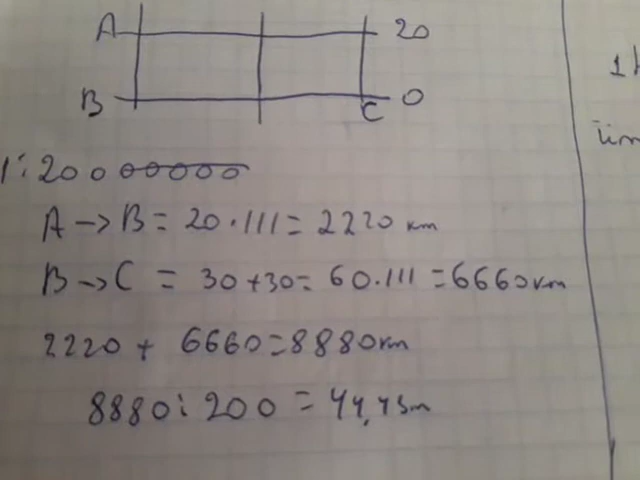 A 20
B C 0
1:20000000
A → B = 20 · 111 = 2220 km
B → C = 30 + 30 = 60 · 111 = 6660 km
2220 + 6660 = 8880 km
8880 : 200 = 44,4 sm